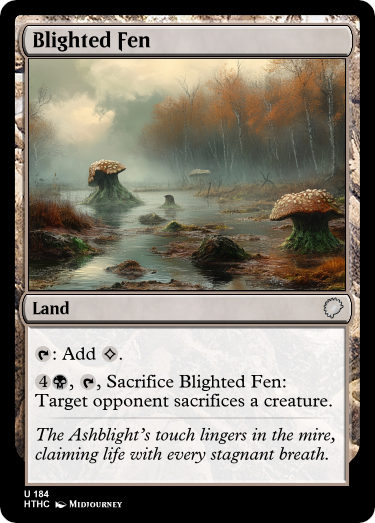 Blighted Fen
Land
: Add .
4, , Sacrifice Blighted Fen:
Target opponent sacrifices a creature.
The Ashblight's touch lingers in the mire,
claiming life with every stagnant breath.
U 184
HTHC Midjourney